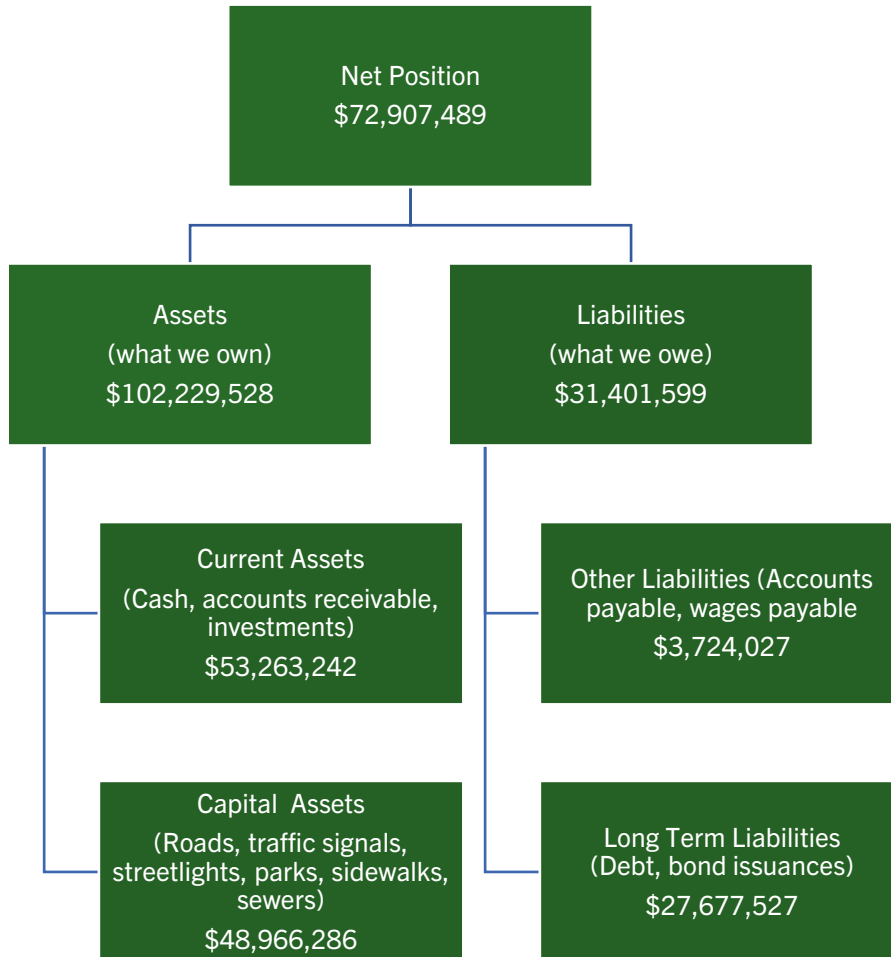 Net Position
$72,907,489
Assets
(what we own)
$102,229,528
Liabilities
(what we owe)
$31,401,599
Current Assets
(Cash, accounts receivable,
investments)
$53,263,242
Other Liabilities (Accounts
payable, wages payable
$3,724,027
Capital  Assets
(Roads, traffic signals,
streetlights, parks, sidewalks,
sewers)
$48,966,286
Long Term Liabilities
(Debt, bond issuances)
$27,677,527